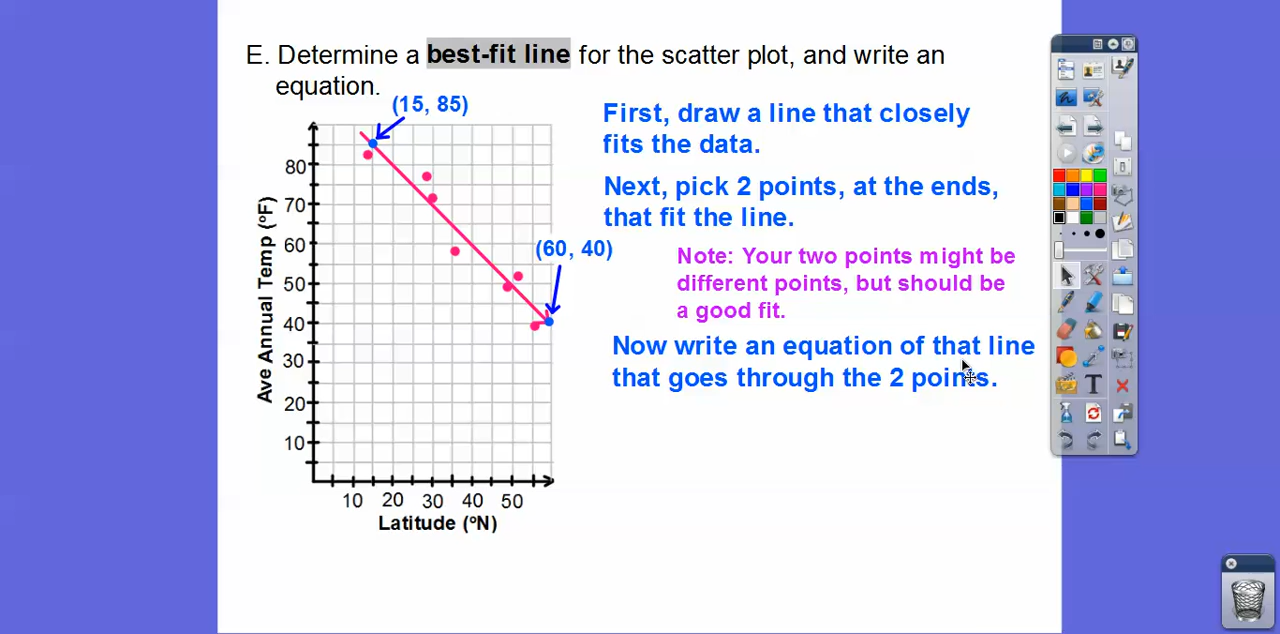 E. Determine a best-fit line for the scatter plot, and write an
equation.
(15, 85)
First, draw a line that closely
fits the data.
Next, pick 2 points, at the ends,
that fit the line.
(60, 40)
Note: Your two points might be
different points, but should be
a good fit.
Now write an equation of that line
that goes through the 2 points.
Ave Annual Temp (ºF)
80
70
60
50
40
30
20
10
10 20 30 40 50
Latitude (ºN)
T